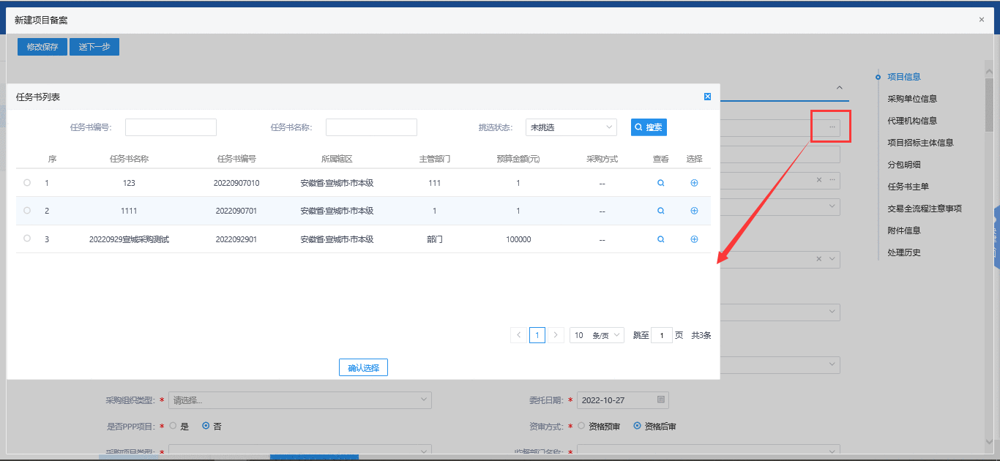 新建项目备案
修改保存 送下一步
任务书列表
任务书编号: 任务书名称: 挑选状态: 未挑选 搜索
序 任务书名称 任务书编号 所属辖区 主管部门 预算金额(元) 采购方式 查看 选择
1 123 20220907010 安徽省·宣城市·市本级 111 1 --
2 1111 2022090701 安徽省·宣城市·市本级 1 1 --
3 20220929宣城采购测试 2022092901 安徽省·宣城市·市本级 部门 100000 --
1 10 条/页 跳至 1 页 共3条
确认选择
采购组织类型: * 请选择... 委托日期: * 2022-10-27
是否PPP项目: * 是 否 资审方式: * 资格预审 资格后审
采购项目类型: * 监督部门名称: *
项目信息
采购单位信息
代理机构信息
项目招标主体信息
分包明细
任务书主单
交易全流程注意事项
附件信息
处理历史